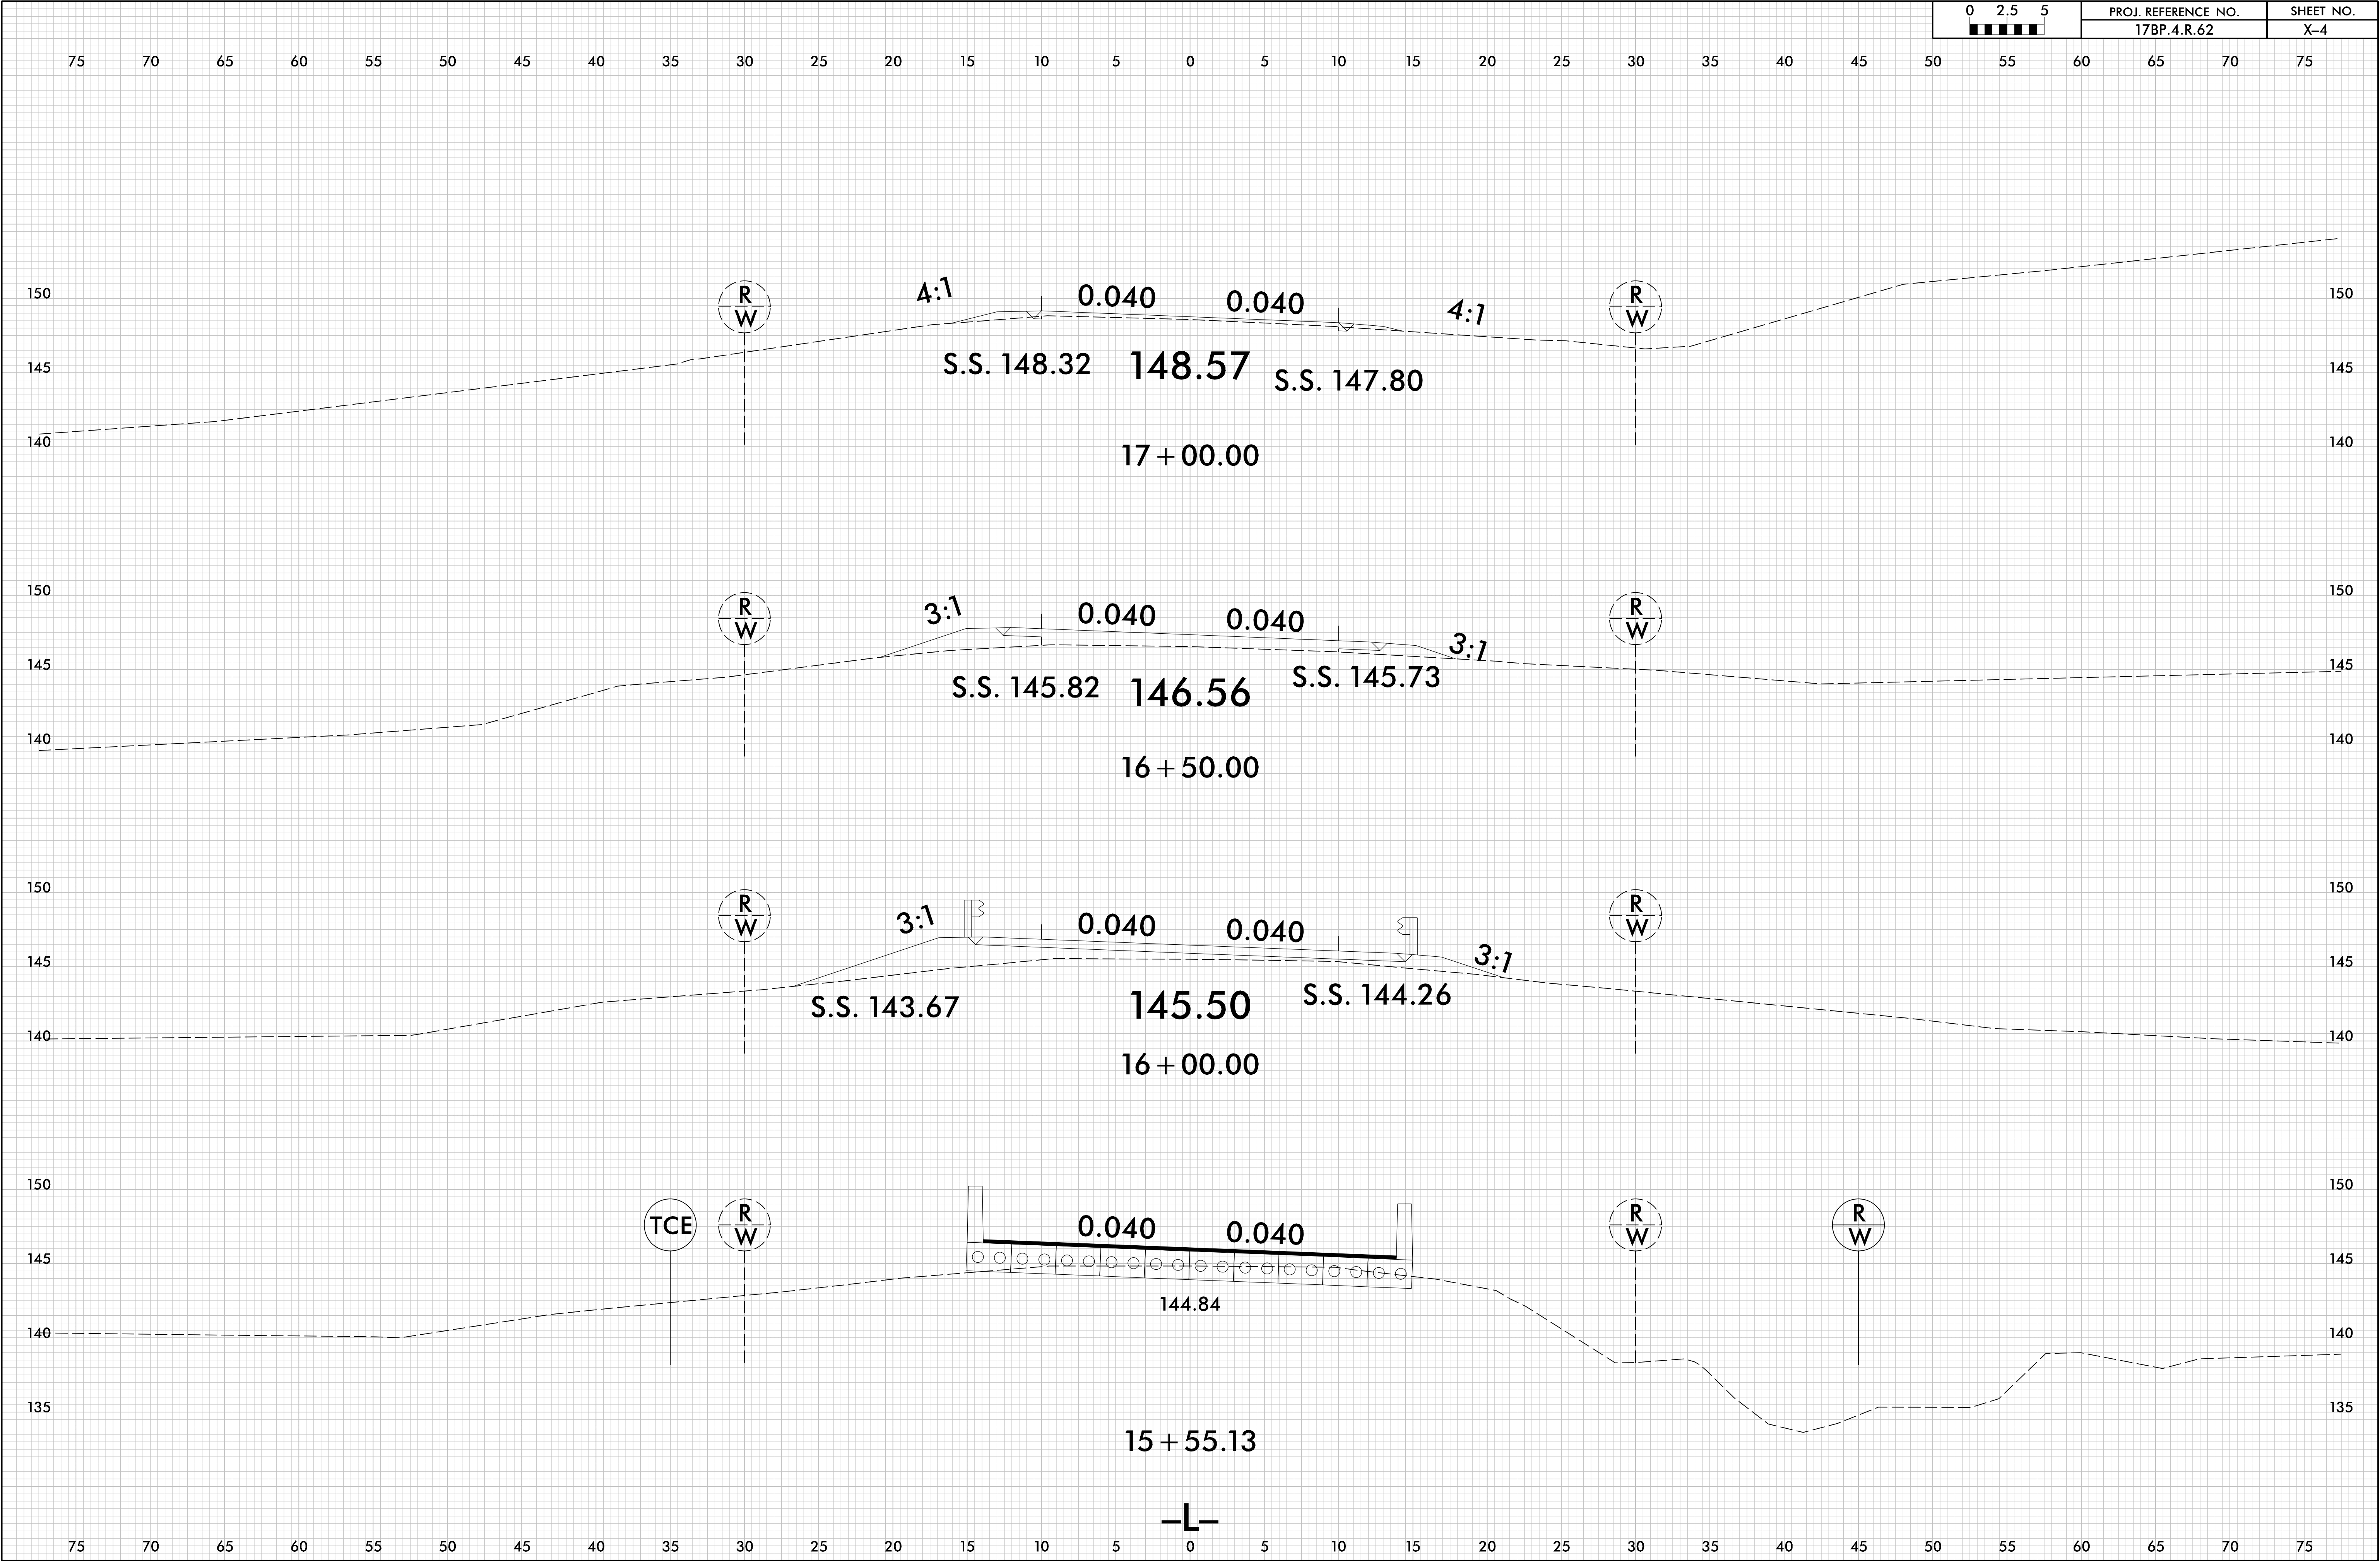 0 2.5 5 PROJ. REFERENCE NO. SHEET NO.
17BP.4.R.62 X–4
75 70 65 60 55 50 45 40 35 30 25 20 15 10 5 0 5 10 15 20 25 30 35 40 45 50 55 60 65 70 75
150 R W 4:1 0.040 0.040 4:1 R W 150
145 S.S. 148.32 148.57 S.S. 147.80 145
140 140
17+00.00
150 R W 3:1 0.040 0.040 3:1 R W 150
145 S.S. 145.82 146.56 S.S. 145.73 145
140 140
16+50.00
150 R W 3:1 0.040 0.040 3:1 R W 150
145 145
S.S. 143.67 145.50 S.S. 144.26
140 140
16+00.00
150 150
TCE R W 0.040 0.040 R W R W
145 145
144.84
140 140
135 135
15+55.13
–L–
75 70 65 60 55 50 45 40 35 30 25 20 15 10 5 0 5 10 15 20 25 30 35 40 45 50 55 60 65 70 75